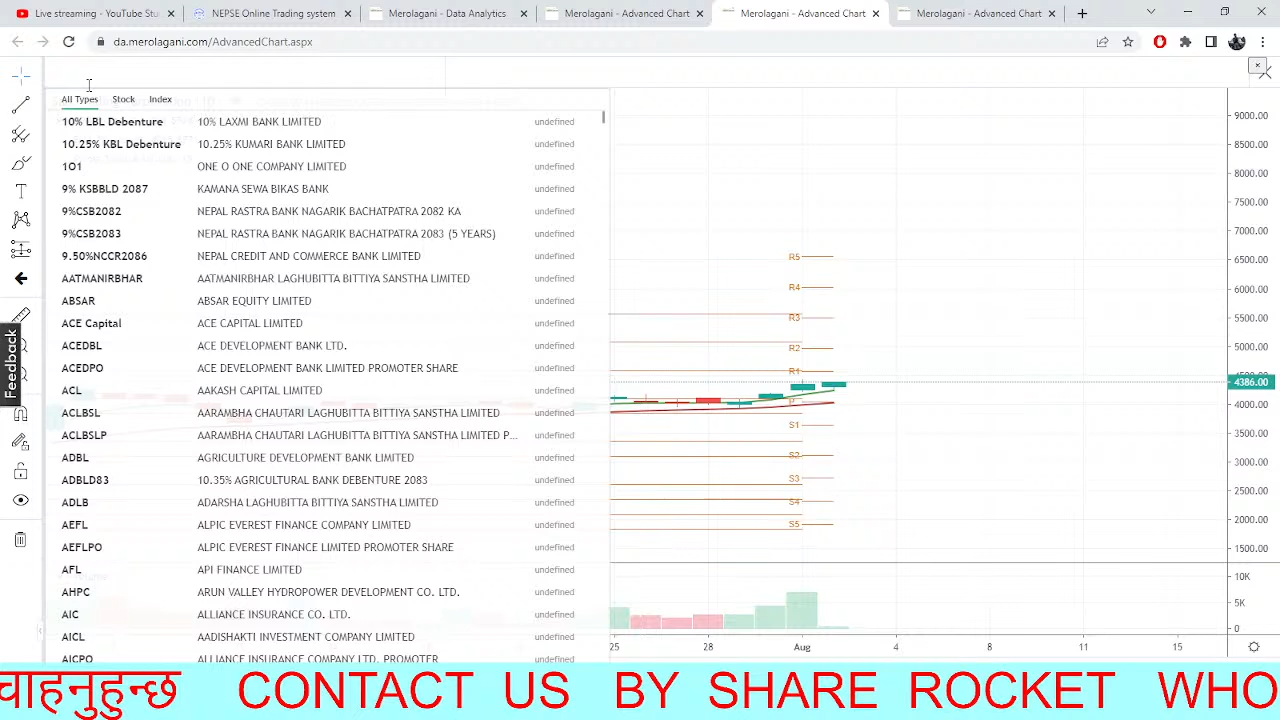 (1) Share Rocket - YouTube Stu
NEPSE Online Trading system
Merolagani - Data Analytics
Merolagani - Advanced Chart
Merolagani - Advanced Chart
Merolagani - Advanced Chart
da.merolagani.com/AdvancedChart.aspx
All Types Stock Index
10% LBL Debenture 10% LAXMI BANK LIMITED undefined
10.25% KBL Debenture 10.25% KUMARI BANK LIMITED undefined
1O1 ONE O ONE COMPANY LIMITED undefined
9% KSBBLD 2087 KAMANA SEWA BIKAS BANK undefined
9%CSB2082 NEPAL RASTRA BANK NAGARIK BACHATPATRA 2082 KA undefined
9%CSB2083 NEPAL RASTRA BANK NAGARIK BACHATPATRA 2083 (5 YEARS) undefined
9.50%NCCR2086 NEPAL CREDIT AND COMMERCE BANK LIMITED undefined
AATMANIRBHAR AATMANIRBHAR LAGHUBITTA BITTIYA SANSTHA LIMITED undefined
ABSAR ABSAR EQUITY LIMITED undefined
ACE Capital ACE CAPITAL LIMITED undefined
ACEDBL ACE DEVELOPMENT BANK LTD. undefined
ACEDPO ACE DEVELOPMENT BANK LIMITED PROMOTER SHARE undefined
ACL AAKASH CAPITAL LIMITED undefined
ACLBSL AARAMBHA CHAUTARI LAGHUBITTA BITTIYA SANSTHA LIMITED undefined
ACLBSLP AARAMBHA CHAUTARI LAGHUBITTA BITTIYA SANSTHA LIMITED P... undefined
ADBL AGRICULTURE DEVELOPMENT BANK LIMITED undefined
ADBLD83 10.35% AGRICULTURAL BANK DEBENTURE 2083 undefined
ADLB ADARSHA LAGHUBITTA BITTIYA SANSTHA LIMITED undefined
AEFL ALPIC EVEREST FINANCE COMPANY LIMITED undefined
AEFLPO ALPIC EVEREST FINANCE LIMITED PROMOTER SHARE undefined
AFL API FINANCE LIMITED undefined
AHPC ARUN VALLEY HYDROPOWER DEVELOPMENT CO. LTD. undefined
AIC ALLIANCE INSURANCE CO. LTD. undefined
AICL AADISHAKTI INVESTMENT COMPANY LIMITED undefined
AICPO ALLIANCE INSURANCE COMPANY LTD. PROMOTER undefined
Feedback
R5
R4
R3
R2
R1
P
S1
S2
S3
S4
S5
9000.00
8500.00
8000.00
7500.00
7000.00
6500.00
6000.00
5500.00
5000.00
4500.00
4386.00
4000.00
3500.00
3000.00
2500.00
2000.00
1500.00
10K
5K
0
25 28 Aug 4 8 11 15
चाहनुहुन्छ CONTACT US BY SHARE ROCKET WHO